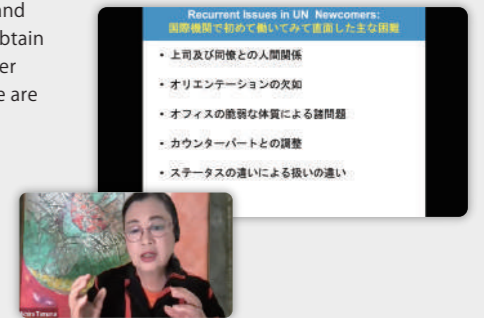 and
btain
er
e are
Recurrent Issues in UN Newcomers:
国際機関で初めて働いてみて直面した主な困難
• 上司及び同僚との人間関係
• オリエンテーションの欠如
• オフィスの脆弱な体質による諸問題
• カウンターパートとの調整
• ステータスの違いによる扱いの違い